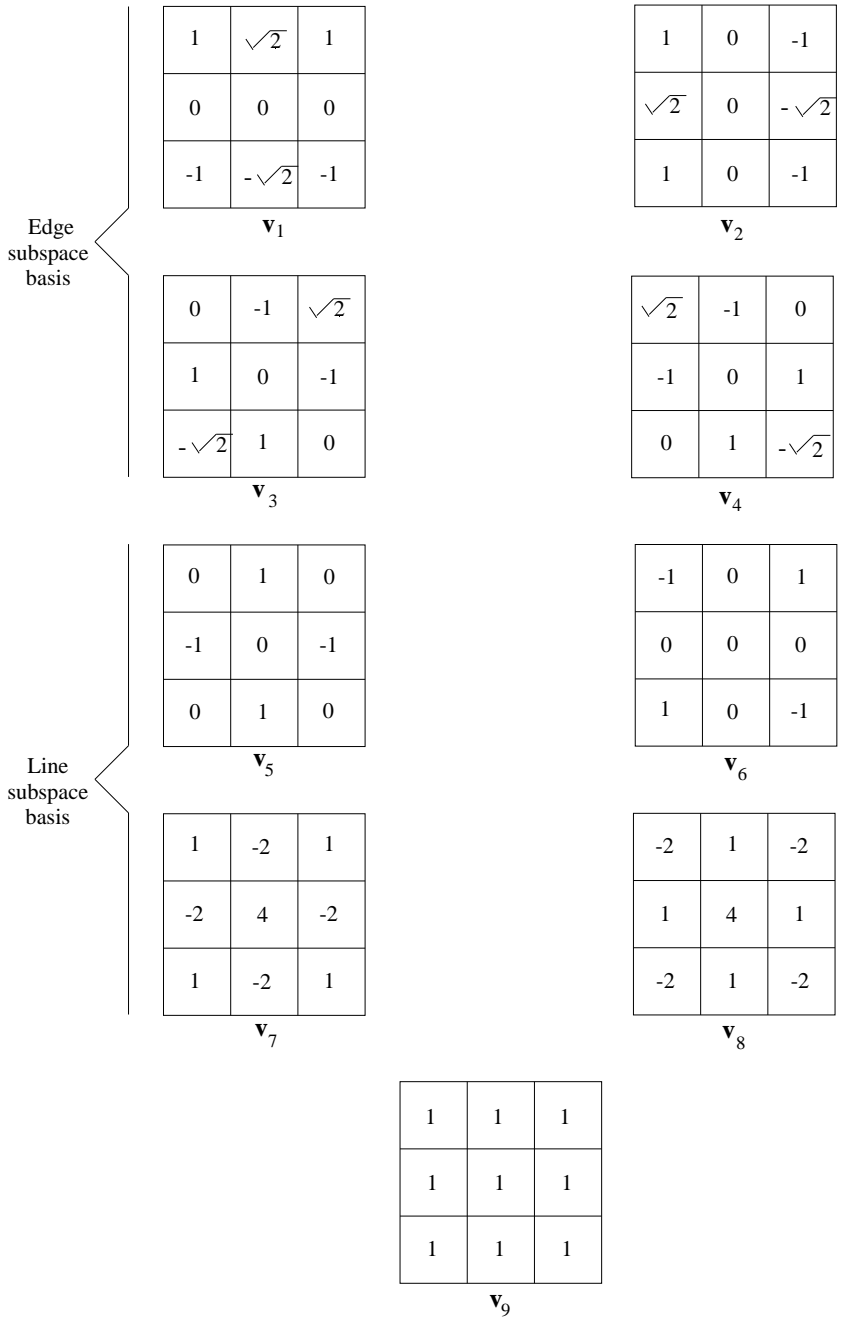 1 √2 1
0 0 0
-1 -√2 -1
v1
1 0 -1
√2 0 -√2
1 0 -1
v2
Edge
subspace
basis
0 -1 √2
1 0 -1
-√2 1 0
v3
√2 -1 0
-1 0 1
0 1 -√2
v4
0 1 0
-1 0 -1
0 1 0
v5
-1 0 1
0 0 0
1 0 -1
v6
Line
subspace
basis
1 -2 1
-2 4 -2
1 -2 1
v7
-2 1 -2
1 4 1
-2 1 -2
v8
1 1 1
1 1 1
1 1 1
v9